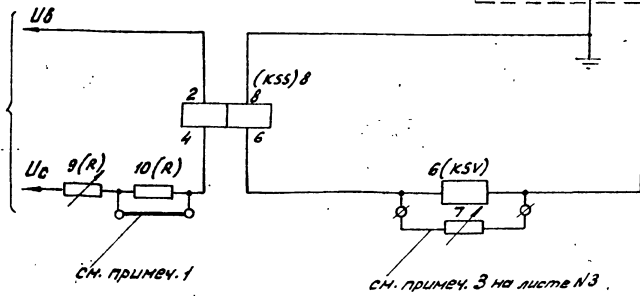 Uв
(KSS) 8
2
8
4
6
Uс
9(R)
10(R)
6(KSV)
7
см. примеч. 1
см. примеч. 3 на листе N3